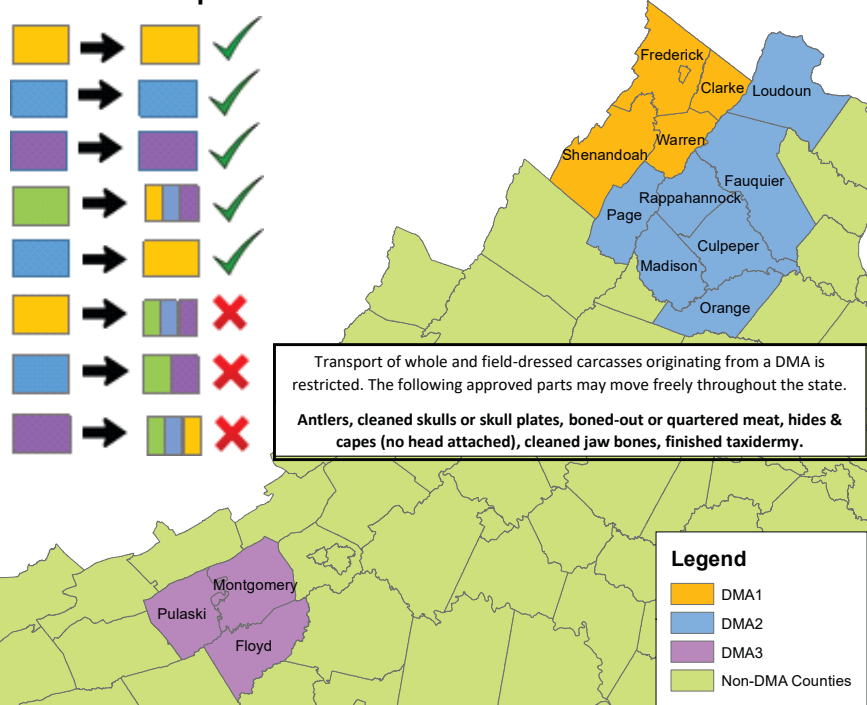 Frederick
Clarke
Loudoun
Warren
Shenandoah
Fauquier
Rappahannock
Page
Culpeper
Madison
Orange
Transport of whole and field-dressed carcasses originating from a DMA is
restricted. The following approved parts may move freely throughout the state.
Antlers, cleaned skulls or skull plates, boned-out or quartered meat, hides &
capes (no head attached), cleaned jaw bones, finished taxidermy.
Montgomery
Pulaski
Floyd
Legend
DMA1
DMA2
DMA3
Non-DMA Counties